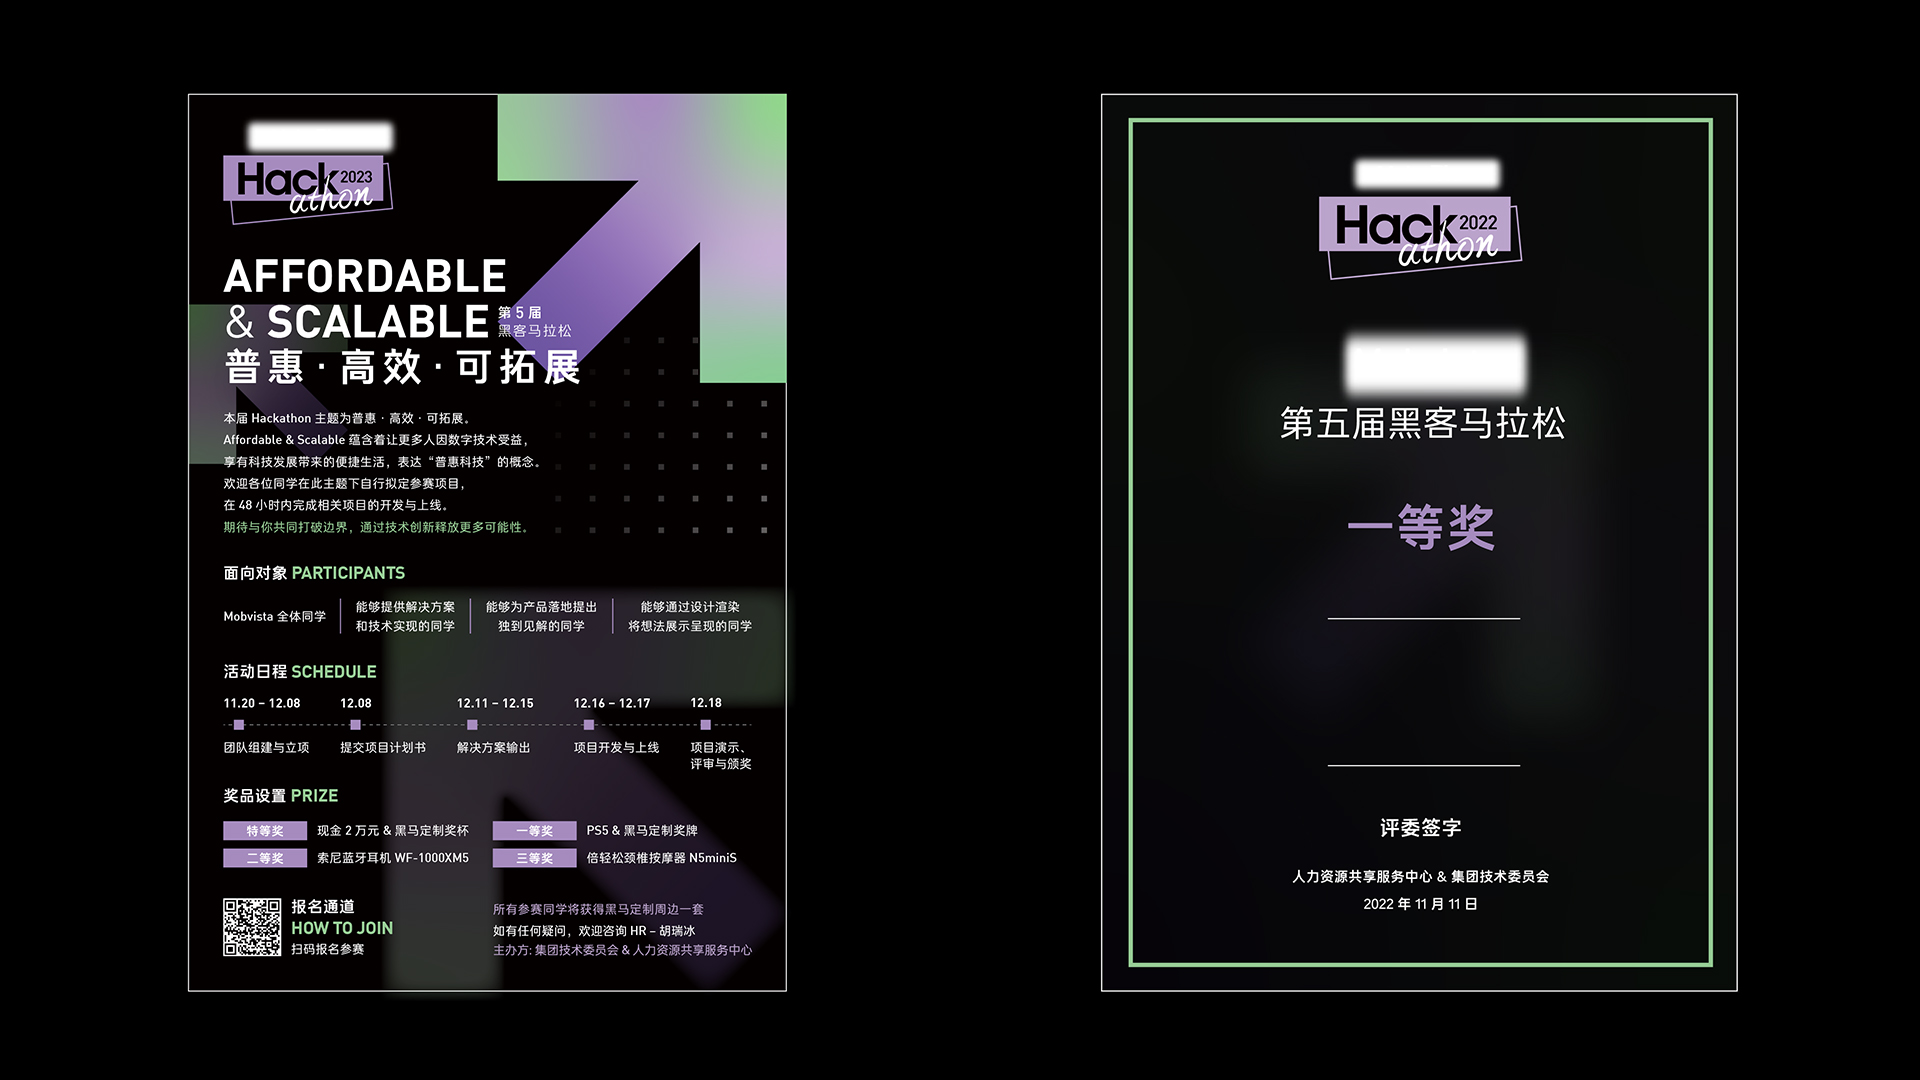 Hack 2023
athon
AFFORDABLE
& SCALABLE
第 5 届
黑客马拉松
普惠 · 高效 · 可拓展
本届 Hackathon 主题为普惠 · 高效 · 可拓展。
Affordable & Scalable 蕴含着让更多人因数字技术受益，
享有科技发展带来的便捷生活，表达“普惠科技”的概念。
欢迎各位同学在此主题下自行拟定参赛项目，
在 48 小时内完成相关项目的开发与上线。
期待与你共同打破边界，通过技术创新释放更多可能性。
面向对象 PARTICIPANTS
Mobvista 全体同学
能够提供解决方案
和技术实现的同学
能够为产品落地提出
独到见解的同学
能够通过设计渲染
将想法展示呈现的同学
活动日程 SCHEDULE
11.20 – 12.08
团队组建与立项
12.08
提交项目计划书
12.11 – 12.15
解决方案输出
12.16 – 12.17
项目开发与上线
12.18
项目演示、
评审与颁奖
奖品设置 PRIZE
特等奖 现金 2 万元 & 黑马定制奖杯
一等奖 PS5 & 黑马定制奖牌
二等奖 索尼蓝牙耳机 WF-1000XM5
三等奖 倍轻松颈椎按摩器 N5miniS
报名通道
HOW TO JOIN
扫码报名参赛
所有参赛同学将获得黑马定制周边一套
如有任何疑问，欢迎咨询 HR – 胡瑞冰
主办方: 集团技术委员会 & 人力资源共享服务中心
Hack 2022
athon
第五届黑客马拉松
一等奖
评委签字
人力资源共享服务中心 & 集团技术委员会
2022 年 11 月 11 日